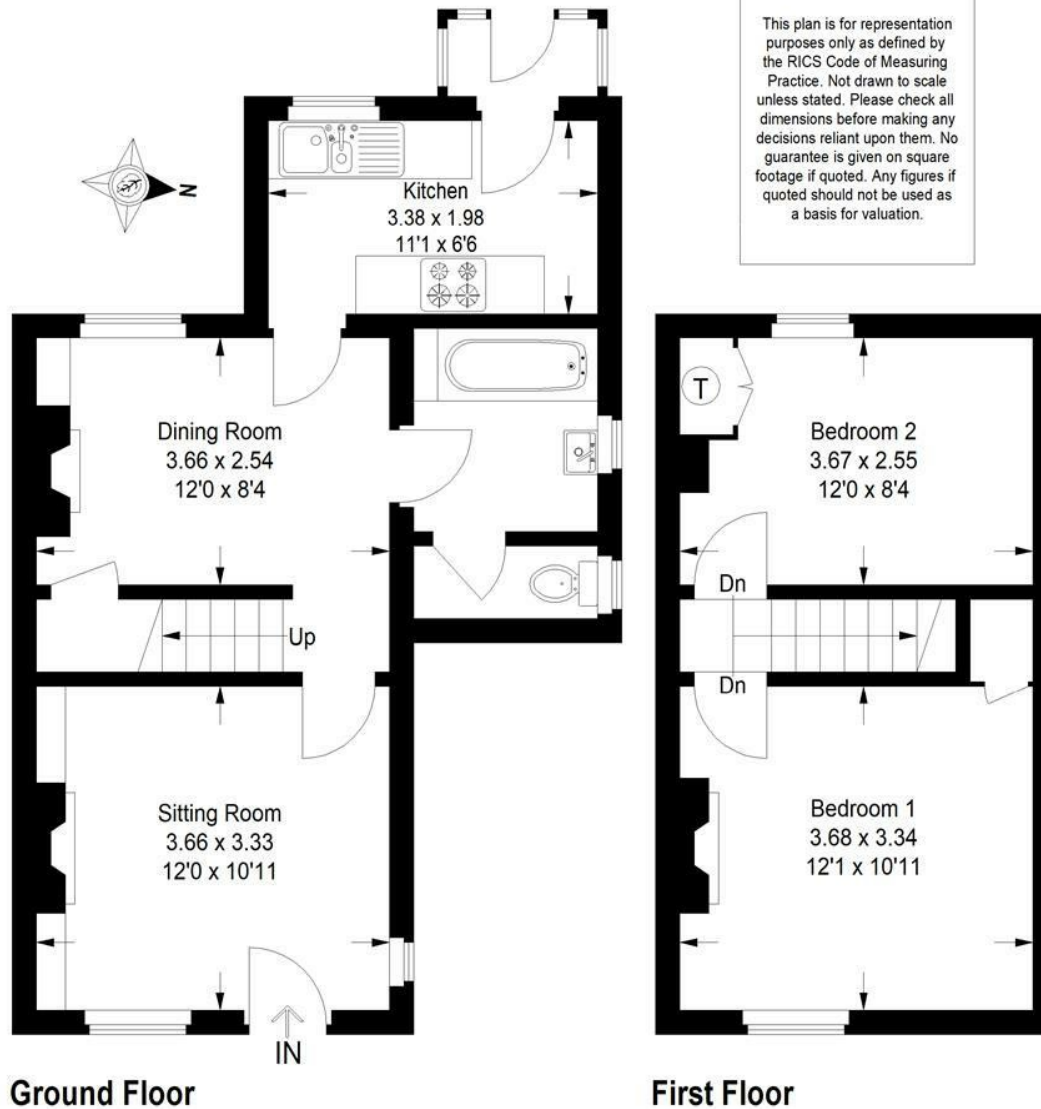 This plan is for representation
purposes only as defined by
the RICS Code of Measuring
Practice. Not drawn to scale
unless stated. Please check all
dimensions before making any
decisions reliant upon them. No
guarantee is given on square
footage if quoted. Any figures if
quoted should not be used as
a basis for valuation.
N
Kitchen
3.38 x 1.98
11'1 x 6'6
Dining Room
3.66 x 2.54
12'0 x 8'4
Up
Sitting Room
3.66 x 3.33
12'0 x 10'11
IN
Ground Floor
T
Bedroom 2
3.67 x 2.55
12'0 x 8'4
Dn
Dn
Bedroom 1
3.68 x 3.34
12'1 x 10'11
First Floor